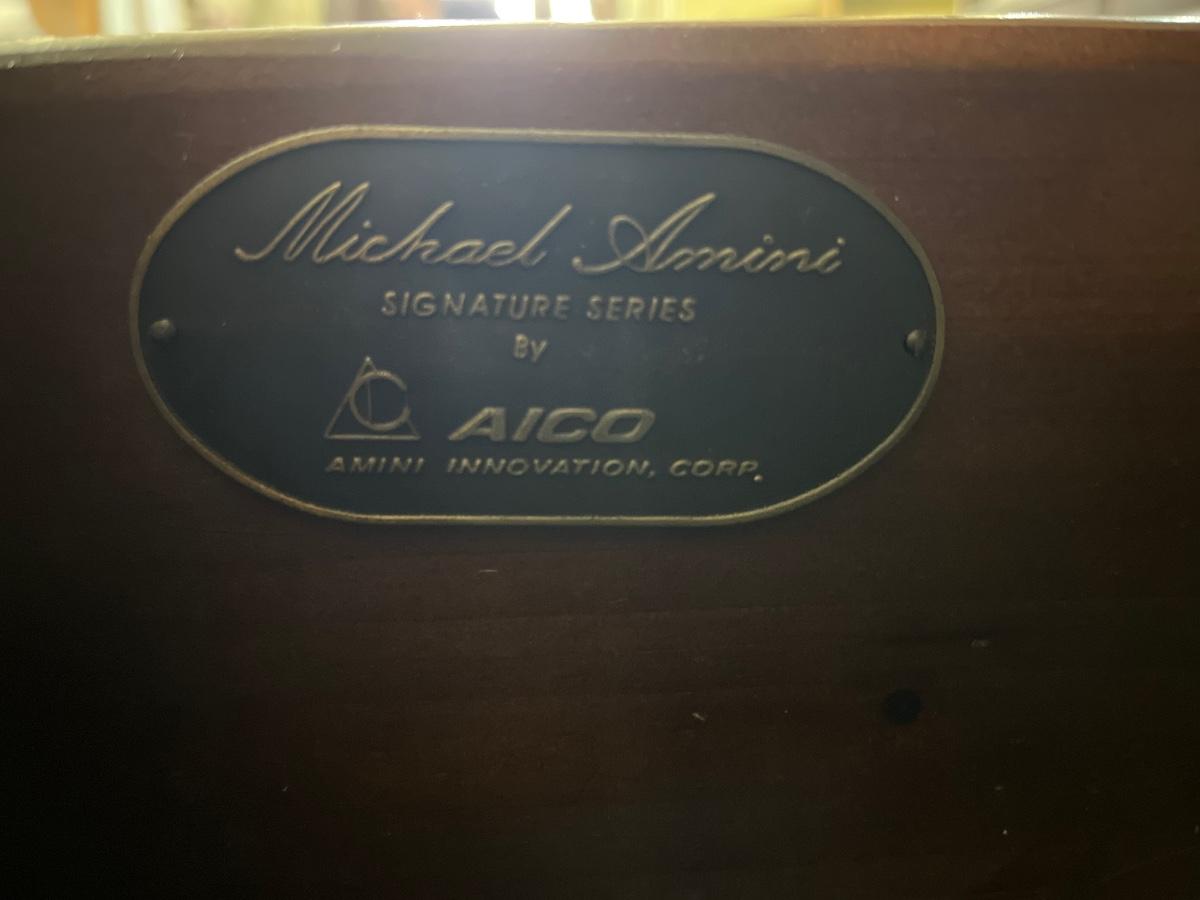 Michael Amini
SIGNATURE SERIES
By
AICO
AMINI INNOVATION, CORP.